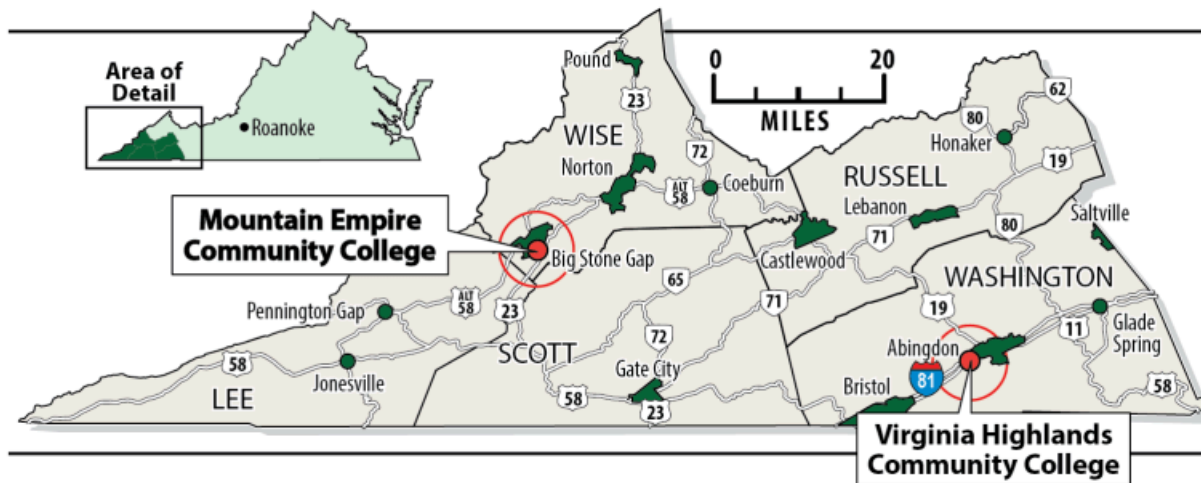 Area of
Detail
Roanoke
0
20
MILES
Pound
23
WISE
Norton
72
ALT
58
Coeburn
80
62
Honaker
19
RUSSELL
Lebanon
Saltville
Mountain Empire
Community College
Big Stone Gap
Castlewood
71
80
WASHINGTON
65
Pennington Gap
ALT
58
23
71
19
11
Glade
Spring
72
SCOTT
Gate City
Abingdon
58
Jonesville
LEE
58
23
81
Bristol
58
Virginia Highlands
Community College